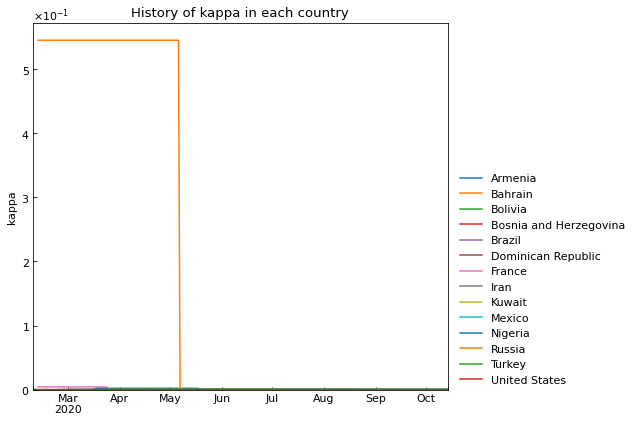 History of kappa in each country
×10⁻¹
5
4
3
2
1
0
kappa
Mar
2020
Apr
May
Jun
Jul
Aug
Sep
Oct
Armenia
Bahrain
Bolivia
Bosnia and Herzegovina
Brazil
Dominican Republic
France
Iran
Kuwait
Mexico
Nigeria
Russia
Turkey
United States